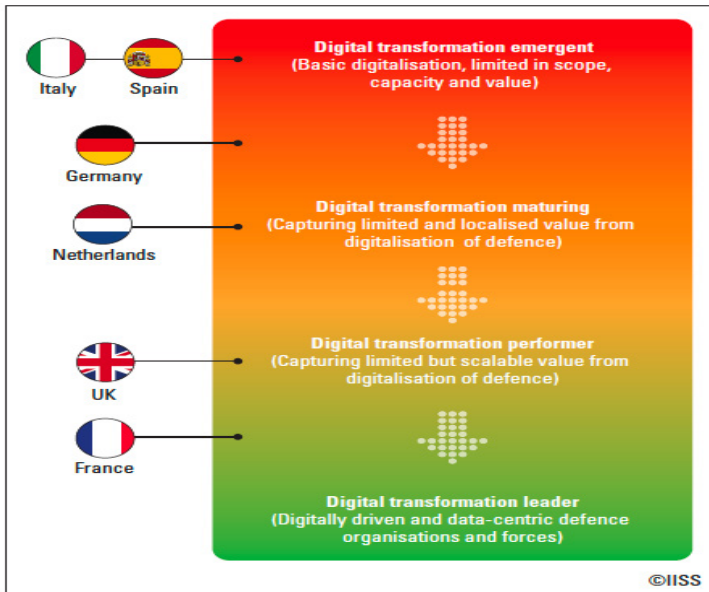 Digital transformation emergent
(Basic digitalisation, limited in scope,
capacity and value)
Italy
Spain
Germany
Digital transformation maturing
(Capturing limited and localised value from
digitalisation of defence)
Netherlands
Digital transformation performer
(Capturing limited but scalable value from
digitalisation of defence)
UK
France
Digital transformation leader
(Digitally driven and data-centric defence
organisations and forces)
©IISS